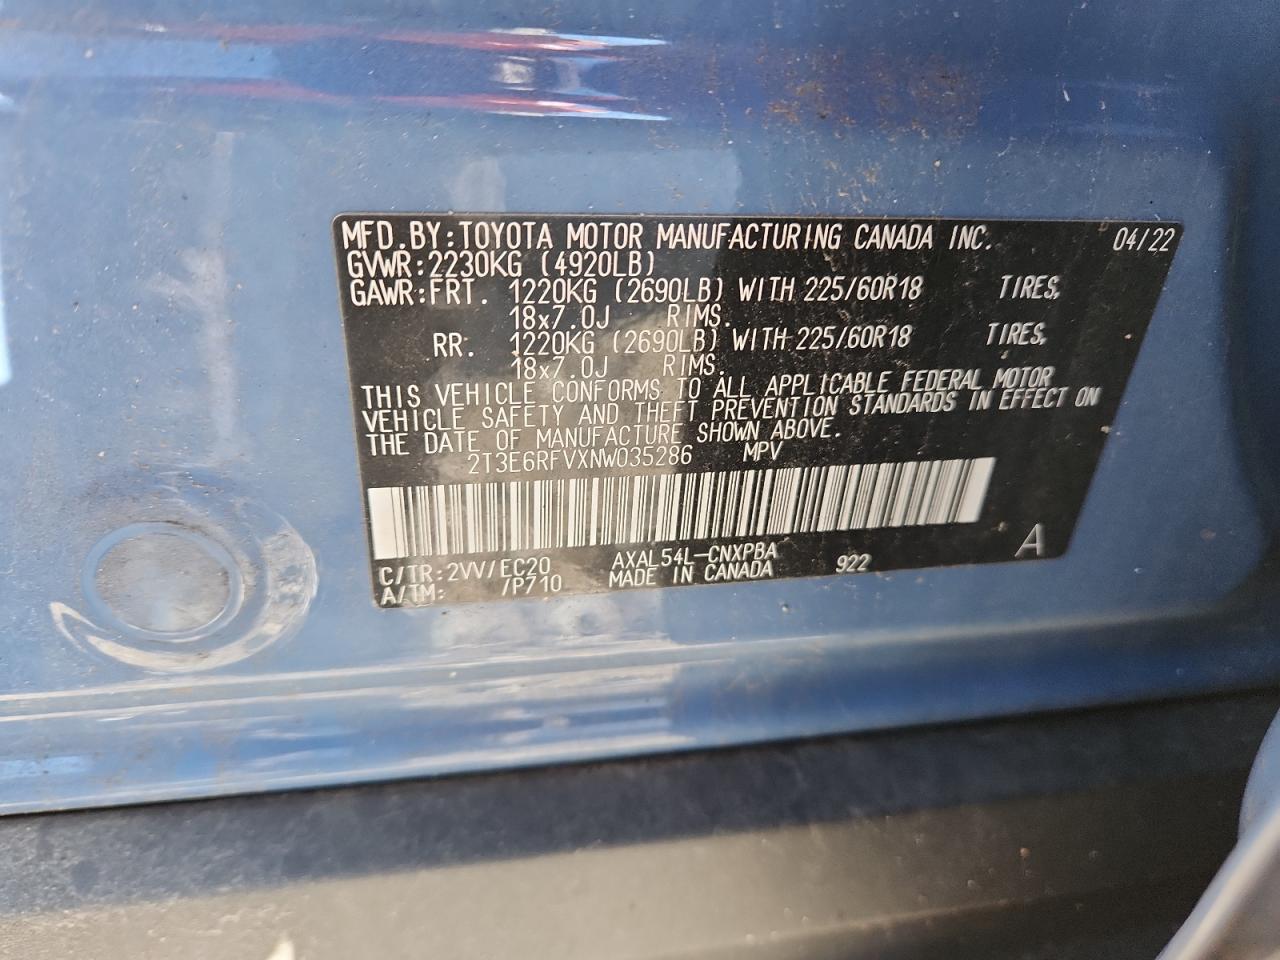 MFD.BY:TOYOTA MOTOR MANUFACTURING CANADA INC. 04/22
GVWR:2230KG (4920LB)
GAWR:FRT. 1220KG (2690LB) WITH 225/60R18 TIRES,
18x7.0J RIMS.
RR. 1220KG (2690LB) WITH 225/60R18 TIRES,
18x7.0J RIMS.
THIS VEHICLE CONFORMS TO ALL APPLICABLE FEDERAL MOTOR
VEHICLE SAFETY AND THEFT PREVENTION STANDARDS IN EFFECT ON
THE DATE OF MANUFACTURE SHOWN ABOVE.
2T3E6RFVXNW035286 MPV
C/TR:2VV/EC20 AXAL54L-CNXPBA 922 A
A/TM: /P710 MADE IN CANADA